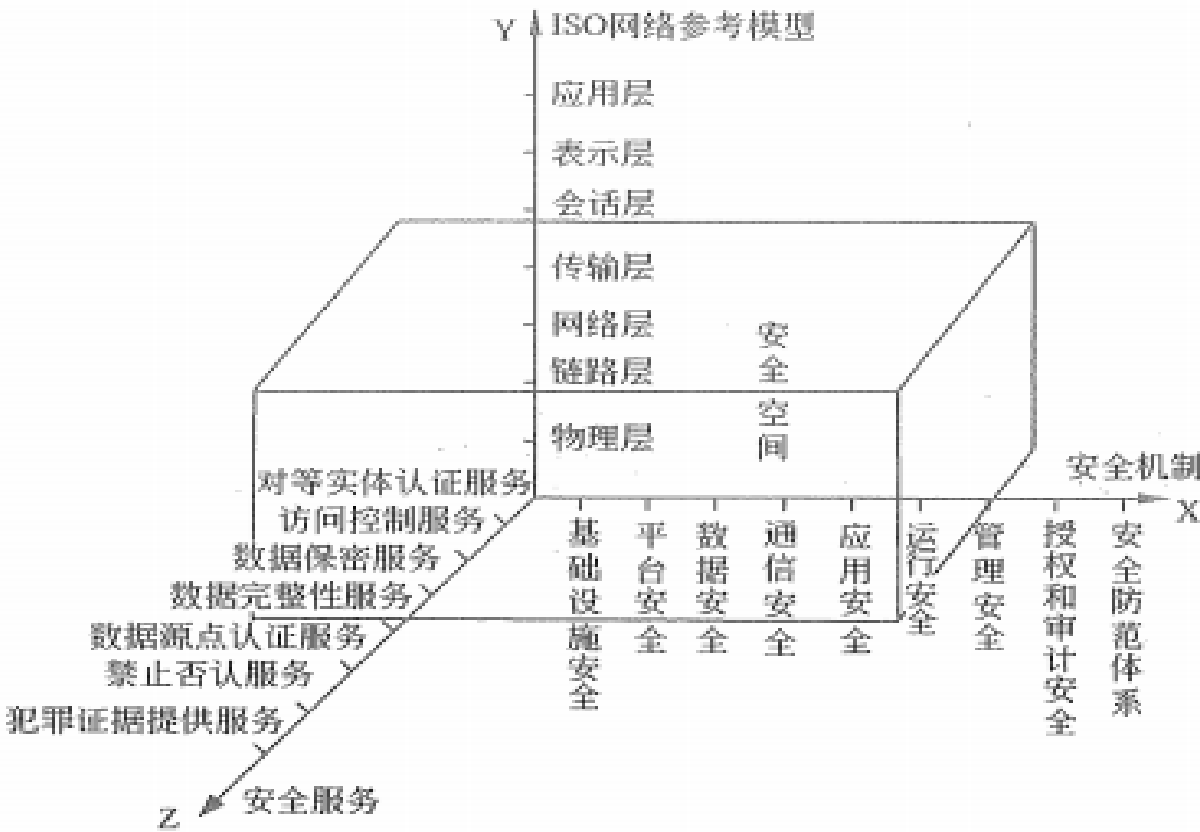 Y
ISO网络参考模型
应用层
表示层
会话层
传输层
网络层
链路层
物理层
安全空间
安全机制
X
对等实体认证服务
访问控制服务
数据保密服务
数据完整性服务
数据源点认证服务
禁止否认服务
犯罪证据提供服务
基础设施安全
平台安全
数据安全
通信安全
应用安全
运行安全
管理安全
授权和审计安全
安全防范体系
Z
安全服务